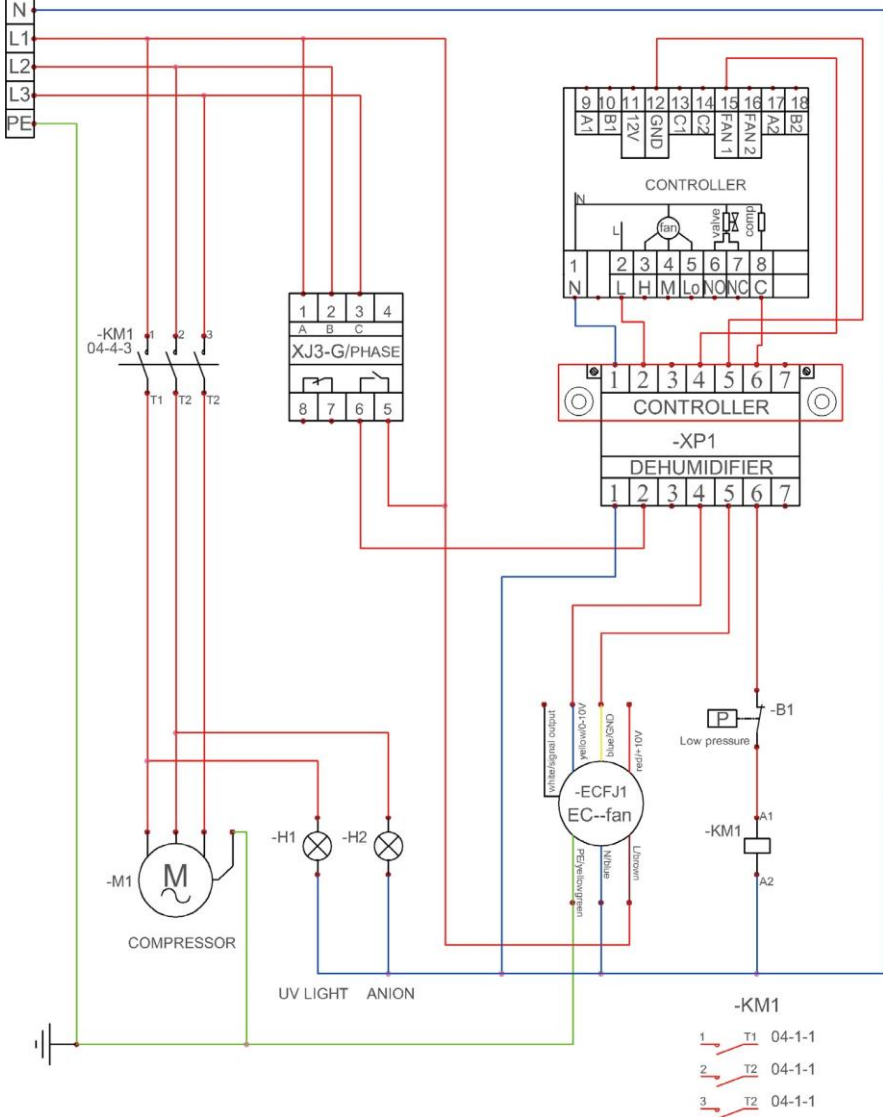 N
L1
L2
L3
PE
9 10 11 12 13 14 15 16 17 18
A1 B1 12V GND C1 C2 FAN 1 FAN 2 A2 B2
CONTROLLER
N
L
fan
valve
comp
1 2 3 4 5 6 7 8
N L H M Lo NO NC C
1 2 3 4
A B C
XJ3-G/PHASE
8 7 6 5
-KM1
04-4-3
1 2 3
T1 T2 T2
1 2 3 4 5 6 7
CONTROLLER
-XP1
DEHUMIDIFIER
1 2 3 4 5 6 7
white/signal output
yellow/0-10V
blue/GND
red/+10V
-ECFJ1
EC--fan
PE/yellowgreen
N/blue
L/brown
P
-B1
Low pressure
A1
-KM1
A2
-H1
-H2
-M1
M
COMPRESSOR
UV LIGHT
ANION
-KM1
1 T1 04-1-1
2 T2 04-1-1
3 T2 04-1-1